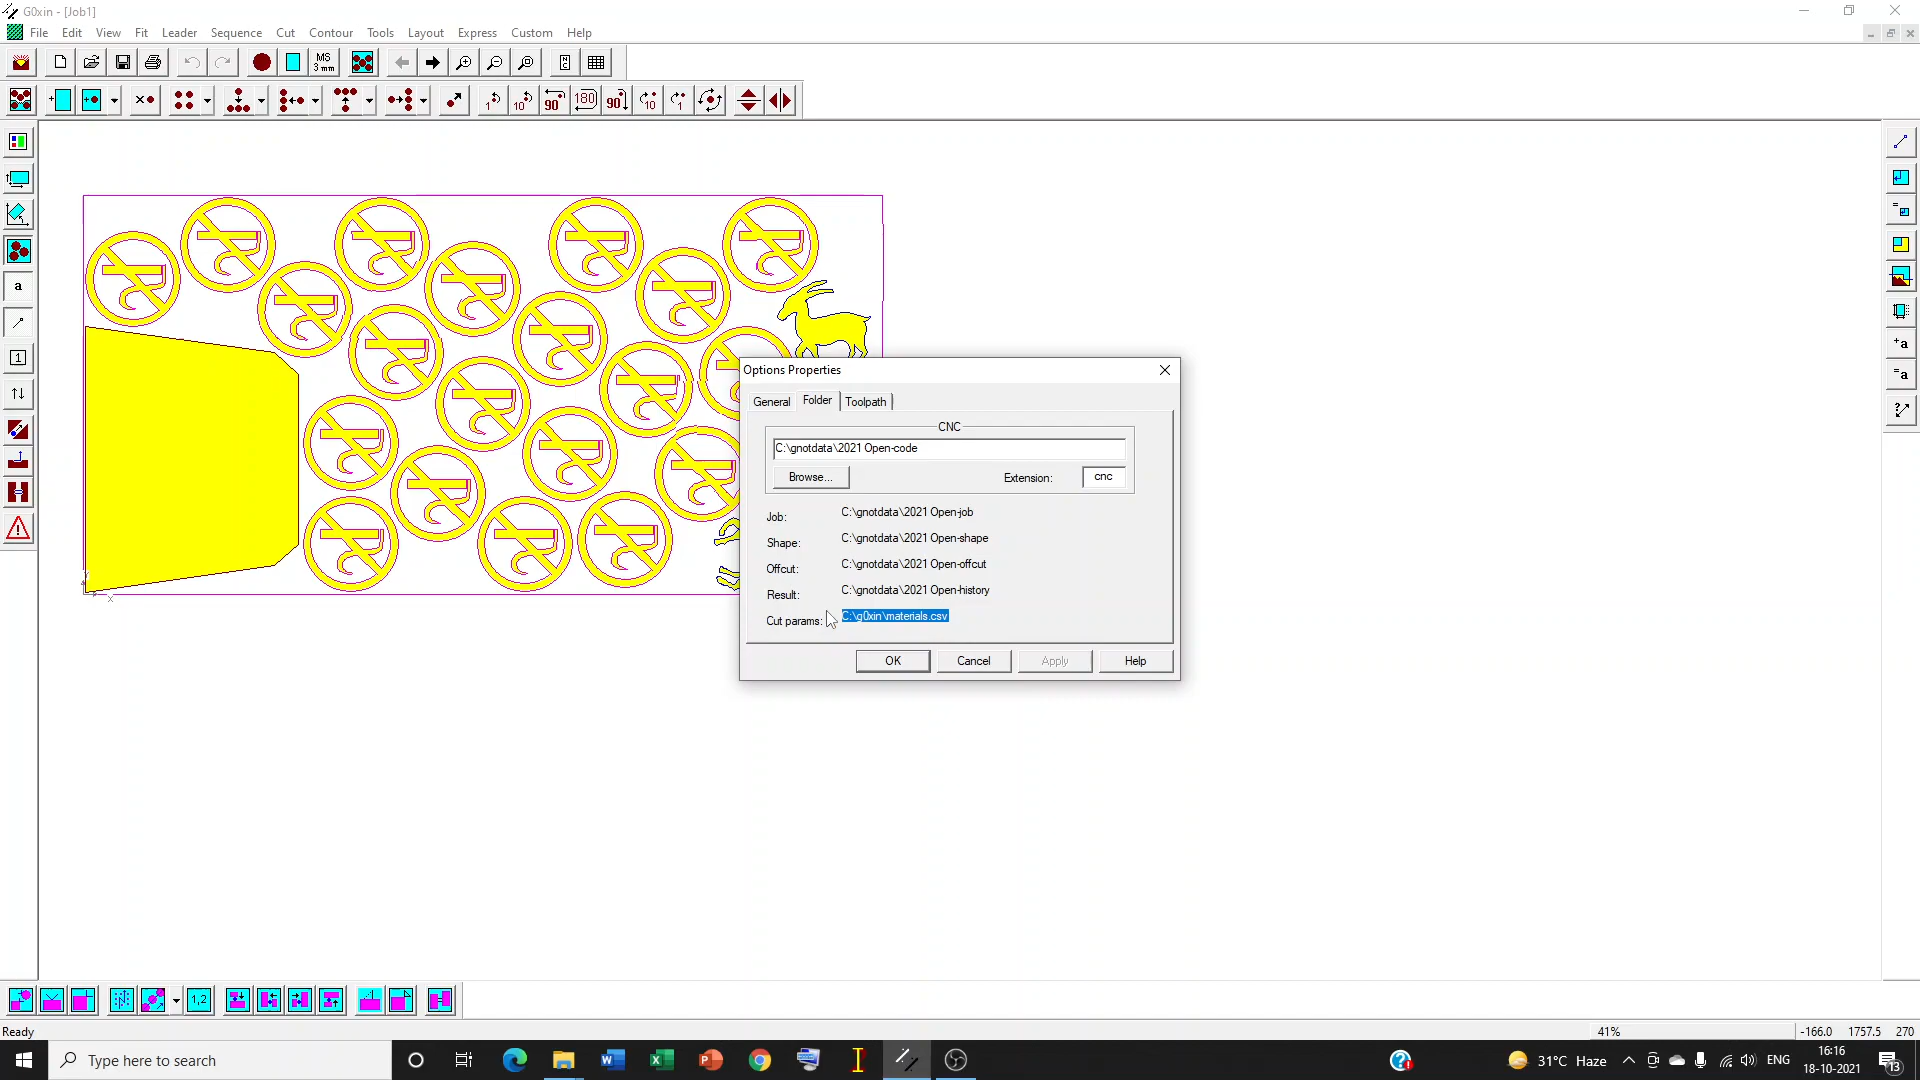 G0xin - [Job1]
File Edit View Fit Leader Sequence Cut Contour Tools Layout Express Custom Help
MS
3 mm
N
C
1 10 90 180 90 10 1
a
1
+a
=a
Options Properties
General Folder Toolpath
CNC
C:\gnotdata\2021 Open-code
Browse... Extension: cnc
Job: C:\gnotdata\2021 Open-job
Shape: C:\gnotdata\2021 Open-shape
Offcut: C:\gnotdata\2021 Open-offcut
Result: C:\gnotdata\2021 Open-history
Cut params: C:\g0xin\materials.csv
OK Cancel Apply Help
X
1,2
Ready 41% -166.0 1757.5 270
Type here to search
31°C Haze ENG 16:16
18-10-2021
13